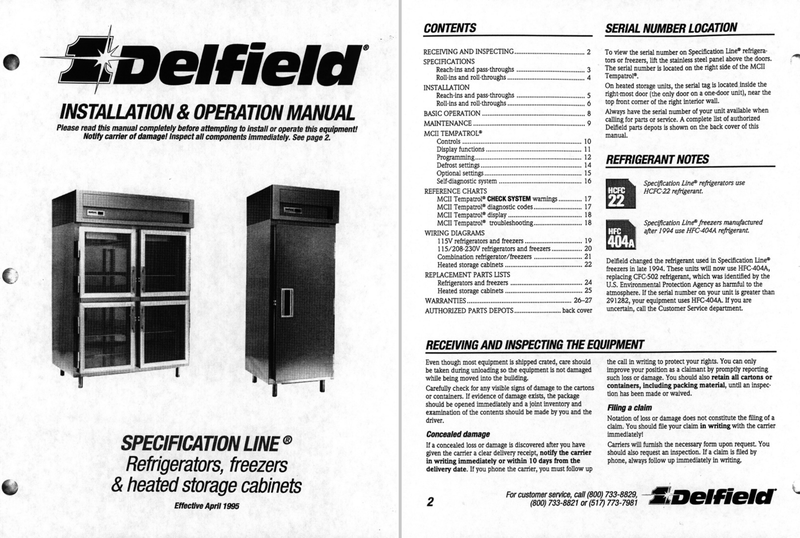 1Delfield®
INSTALLATION & OPERATION MANUAL
Please read this manual completely before attempting to install or operate this equipment!
Notify carrier of damage! Inspect all components immediately. See page 2.
SPECIFICATION LINE ®
Refrigerators, freezers
& heated storage cabinets
Effective April 1995
CONTENTS
RECEIVING AND INSPECTING ... 2
SPECIFICATIONS
Reach-ins and pass-throughs ... 3
Roll-ins and roll-throughs ... 4
INSTALLATION
Reach-ins and pass-throughs ... 5
Roll-ins and roll-throughs ... 6
BASIC OPERATION ... 8
MAINTENANCE ... 9
MCII TEMPATROL®
Controls ... 10
Display functions ... 11
Programming ... 12
Defrost settings ... 14
Optional settings ... 15
Self-diagnostic system ... 16
REFERENCE CHARTS
MCII Tempatrol® CHECK SYSTEM warnings ... 17
MCII Tempatrol® diagnostic codes ... 17
MCII Tempatrol® display ... 18
MCII Tempatrol® troubleshooting ... 18
WIRING DIAGRAMS
115V refrigerators and freezers ... 19
115/208-230V refrigerators and freezers ... 20
Combination refrigerator/freezers ... 21
Heated storage cabinets ... 22
REPLACEMENT PARTS LISTS
Refrigerators and freezers ... 24
Heated storage cabinets ... 25
WARRANTIES ... 26–27
AUTHORIZED PARTS DEPOTS ... back cover
SERIAL NUMBER LOCATION
To view the serial number on Specification Line® refrigera-
tors or freezers, lift the stainless steel panel above the doors.
The serial number is located on the right side of the MCII
Tempatrol®.
On heated storage units, the serial tag is located inside the
right-most door (the only door on a one-door unit), near the
top front corner of the right interior wall.
Always have the serial number of your unit available when
calling for parts or service. A complete list of authorized
Delfield parts depots is shown on the back cover of this
manual.
REFRIGERANT NOTES
HCFC
22
Specification Line® refrigerators use
HCFC-22 refrigerant.
HFC
404A
Specification Line® freezers manufactured
after 1994 use HFC-404A refrigerant.
Delfield changed the refrigerant used in Specification Line®
freezers in late 1994. These units will now use HFC-404A,
replacing CFC-502 refrigerant, which was identified by the
U.S. Environmental Protection Agency as harmful to the
atmosphere. If the serial number on your unit is greater than
291282, your equipment uses HFC-404A. If you are
uncertain, call the Customer Service department.
RECEIVING AND INSPECTING THE EQUIPMENT
Even though most equipment is shipped crated, care should
be taken during unloading so the equipment is not damaged
while being moved into the building.
Carefully check for any visible signs of damage to the cartons
or containers. If evidence of damage exists, the package
should be opened immediately and a joint inventory and
examination of the contents should be made by you and the
driver.
Concealed damage
If a concealed loss or damage is discovered after you have
given the carrier a clear delivery receipt, notify the carrier
in writing immediately or within 10 days from the
delivery date. If you phone the carrier, you must follow up
the call in writing to protect your rights. You can only
improve your position as a claimant by promptly reporting
such loss or damage. You should also retain all cartons or
containers, including packing material, until an inspec-
tion has been made or waived.
Filing a claim
Notation of loss or damage does not constitute the filing of a
claim. You should file your claim in writing with the carrier
immediately!
Carriers will furnish the necessary form upon request. You
should also request an inspection. If a claim is filed by
phone, always follow up immediately in writing.
2
For customer service, call (800) 733-8829,
(800) 733-8821 or (517) 773-7981
1Delfield